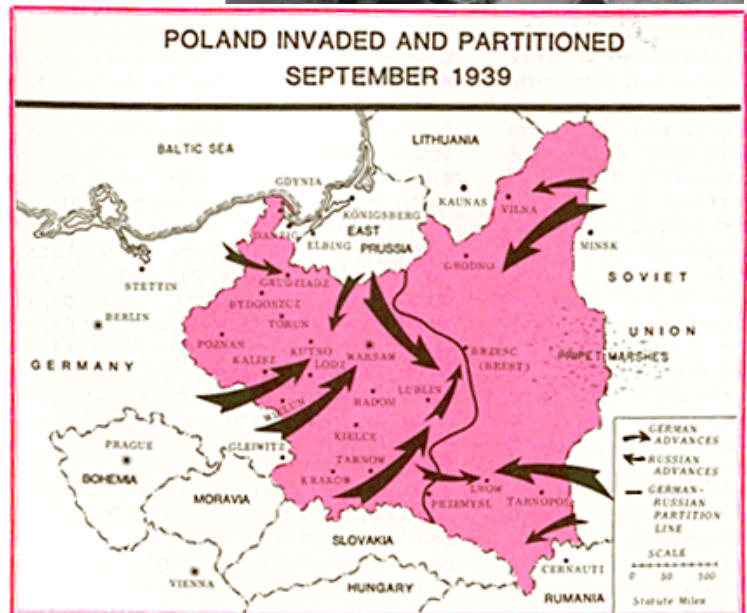 POLAND INVADED AND PARTITIONED
SEPTEMBER 1939
BALTIC SEA
LITHUANIA
GDYNIA
KAUNAS
VILNA
KÖNIGSBERG
DANZIG
EAST
ELBING
PRUSSIA
MINSK
GRODNO
STETTIN
GRUDZIADZ
SOVIET
BYDGOSZCZ
BERLIN
TORUN
UNION
POZNAN
KUTNO
WARSAW
BRZESC
(BREST)
PRIPET MARSHES
GERMANY
KALISZ
LODZ
WIELUN
RADOM
LUBLIN
KIELCE
PRAGUE
GLEIWITZ
BOHEMIA
TARNOW
KRAKOW
LWOW
MORAVIA
PRZEMYSL
TARNOPOL
SLOVAKIA
VIENNA
HUNGARY
CERNAUTI
RUMANIA
GERMAN
ADVANCES
RUSSIAN
ADVANCES
GERMAN-
RUSSIAN
PARTITION
LINE
SCALE
0 50 100
Statute Miles